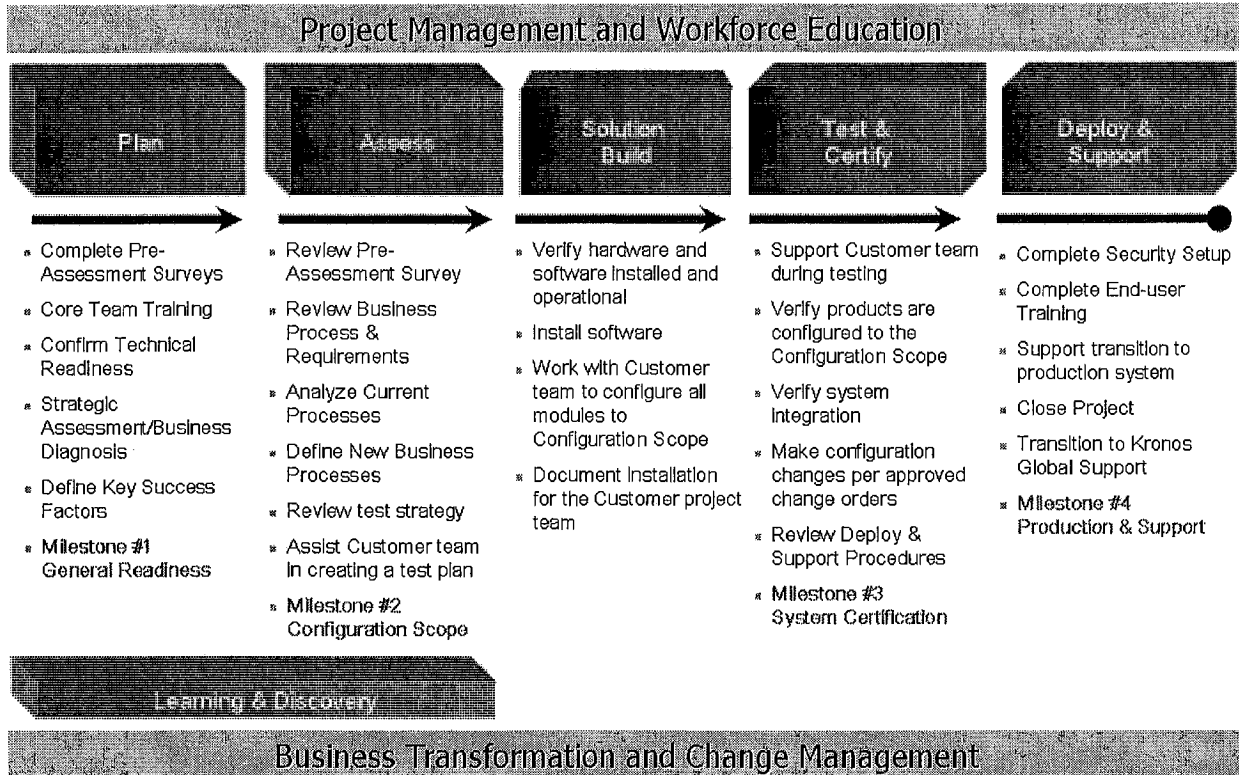 Project Management and Workforce Education
Plan
Assess
Solution
Build
Test &
Certify
Deploy &
Support
Complete Pre-
Assessment Surveys
Core Team Training
Confirm Technical
Readiness
Strategic
Assessment/Business
Diagnosis
Define Key Success
Factors
Milestone #1
General Readiness
Review Pre-
Assessment Survey
Review Business
Process &
Requirements
Analyze Current
Processes
Define New Business
Processes
Review test strategy
Assist Customer team
in creating a test plan
Milestone #2
Configuration Scope
Verify hardware and
software installed and
operational
Install software
Work with Customer
team to configure all
modules to
Configuration Scope
Document installation
for the Customer project
team
Support Customer team
during testing
Verify products are
configured to the
Configuration Scope
Verify system
integration
Make configuration
changes per approved
change orders
Review Deploy &
Support Procedures
Milestone #3
System Certification
Complete Security Setup
Complete End-user
Training
Support transition to
production system
Close Project
Transition to Kronos
Global Support
Milestone #4
Production & Support
Learning & Discovery
Business Transformation and Change Management